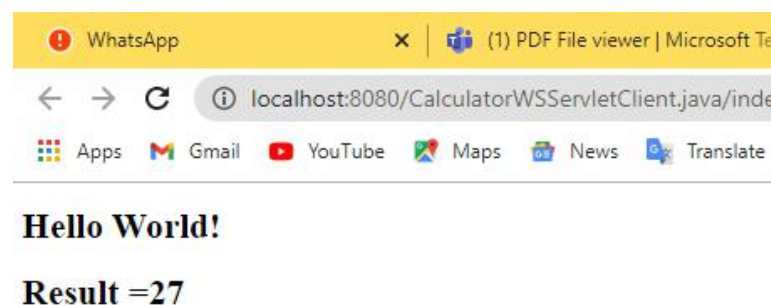 WhatsApp (1) PDF File viewer | Microsoft Te
localhost:8080/CalculatorWSServletClient.java/inde
Apps Gmail YouTube Maps News Translate
Hello World!
Result =27